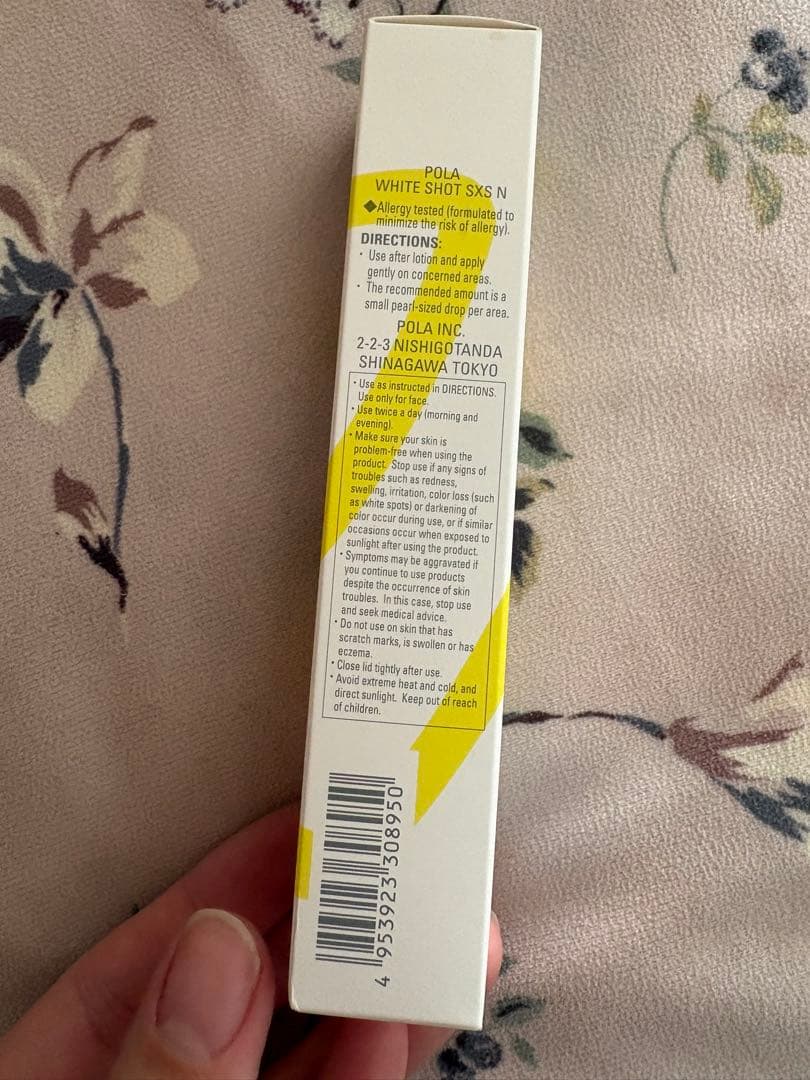 POLA
WHITE SHOT SXS N
◆Allergy tested (formulated to
minimize the risk of allergy).
DIRECTIONS:
・Use after lotion and apply
gently on concerned areas.
・The recommended amount is a
small pearl-sized drop per area.
POLA INC.
2-2-3 NISHIGOTANDA
SHINAGAWA TOKYO
・Use as instructed in DIRECTIONS.
Use only for face.
・Use twice a day (morning and
evening).
・Make sure your skin is
problem-free when using the
product. Stop use if any signs of
troubles such as redness,
swelling, irritation, color loss (such
as white spots) or darkening of
color occur during use, or if similar
occasions occur when exposed to
sunlight after using the product.
・Symptoms may be aggravated if
you continue to use products
despite the occurrence of skin
troubles. In this case, stop use
and seek medical advice.
・Do not use on skin that has
scratch marks, is swollen or has
eczema.
・Close lid tightly after use.
・Avoid extreme heat and cold, and
direct sunlight. Keep out of reach
of children.
4 953923 308950